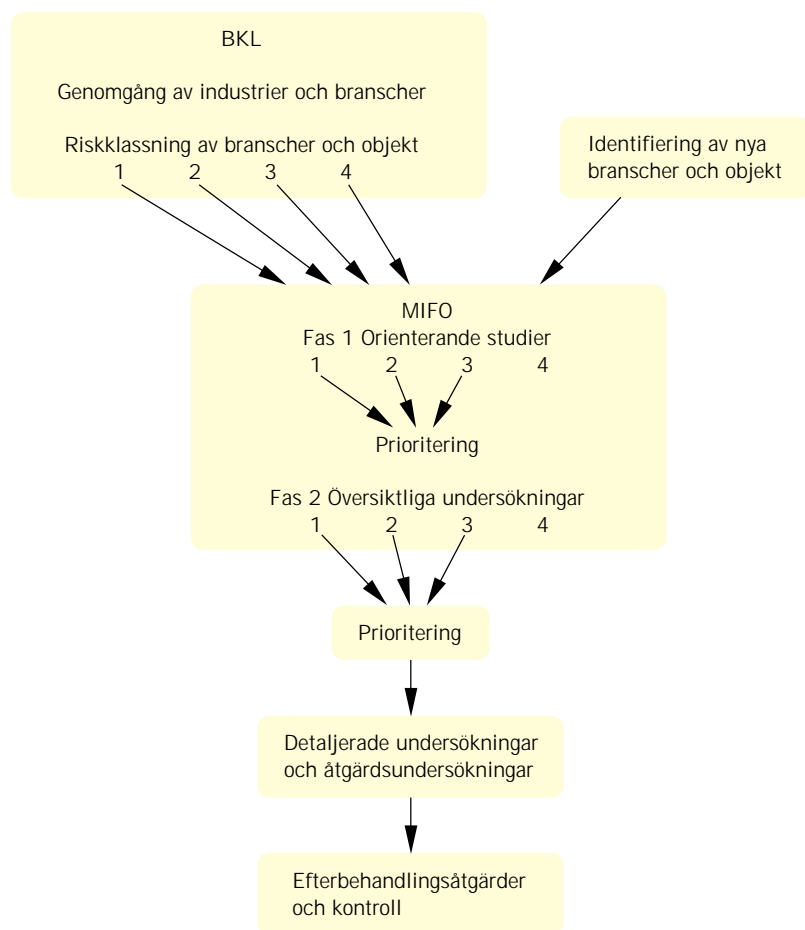 BKL
Genomgång av industrier och branscher
Riskklassning av branscher och objekt
1 2 3 4
Identifiering av nya
branscher och objekt
MIFO
Fas 1 Orienterande studier
1 2 3 4
Prioritering
Fas 2 Översiktliga undersökningar
1 2 3 4
Prioritering
Detaljerade undersökningar
och åtgärdsundersökningar
Efterbehandlingsåtgärder
och kontroll